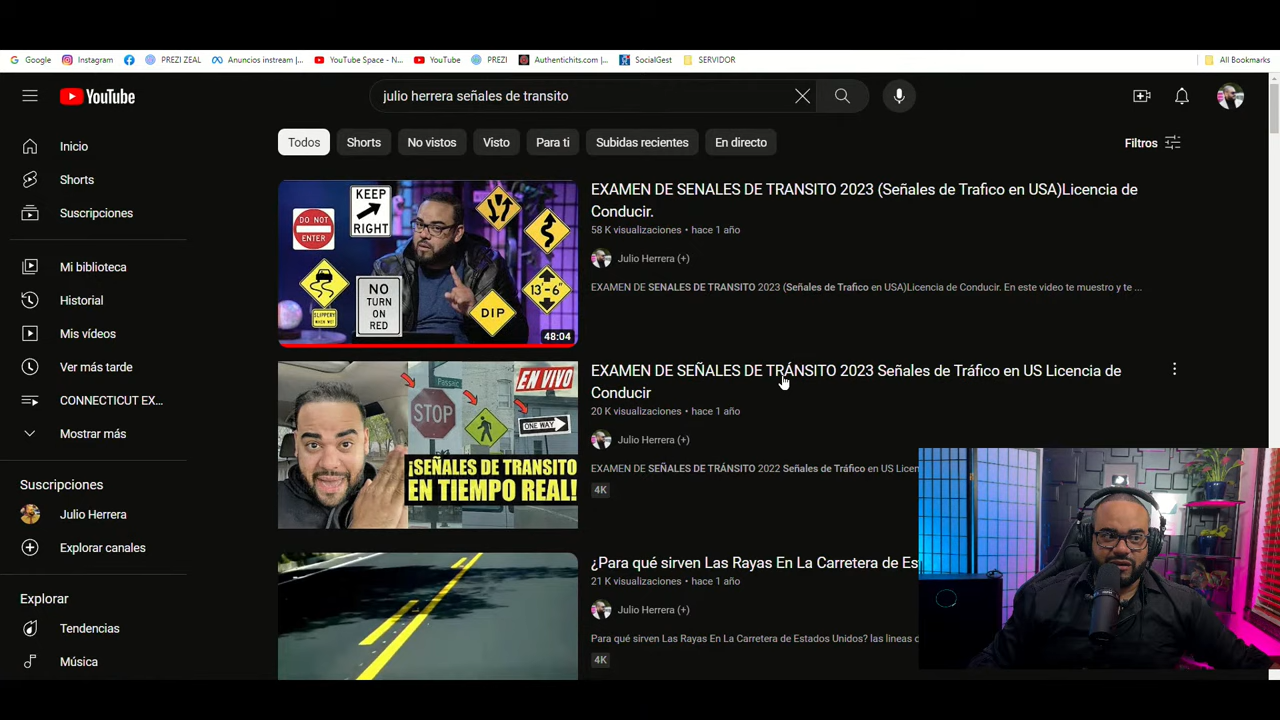 Google
Instagram
PREZI ZEAL
Anuncios instream |...
YouTube Space - N...
YouTube
PREZI
Authentichits.com |...
SocialGest
SERVIDOR
All Bookmarks
YouTube
julio herrera señales de transito
Todos
Shorts
No vistos
Visto
Para ti
Subidas recientes
En directo
Filtros
Inicio
Shorts
Suscripciones
Mi biblioteca
Historial
Mis vídeos
Ver más tarde
CONNECTICUT EX...
Mostrar más
Suscripciones
Julio Herrera
Explorar canales
Explorar
Tendencias
Música
DO NOT
ENTER
KEEP
RIGHT
SLIPPERY
WHEN WET
NO
TURN
ON
RED
DIP
13'-6"
48:04
EXAMEN DE SENALES DE TRANSITO 2023 (Señales de Trafico en USA)Licencia de
Conducir.
58 K visualizaciones • hace 1 año
Julio Herrera (+)
EXAMEN DE SENALES DE TRANSITO 2023 (Señales de Trafico en USA)Licencia de Conducir. En este video te muestro y te ...
Passaic
STOP
EN VIVO
ONE WAY
¡SEÑALES DE TRANSITO
EN TIEMPO REAL!
EXAMEN DE SEÑALES DE TRÁNSITO 2023 Señales de Tráfico en US Licencia de
Conducir
20 K visualizaciones • hace 1 año
Julio Herrera (+)
EXAMEN DE SEÑALES DE TRÁNSITO 2022 Señales de Tráfico en US Licen
4K
¿Para qué sirven Las Rayas En La Carretera de Es
21 K visualizaciones • hace 1 año
Julio Herrera (+)
Para qué sirven Las Rayas En La Carretera de Estados Unidos? las lineas
4K